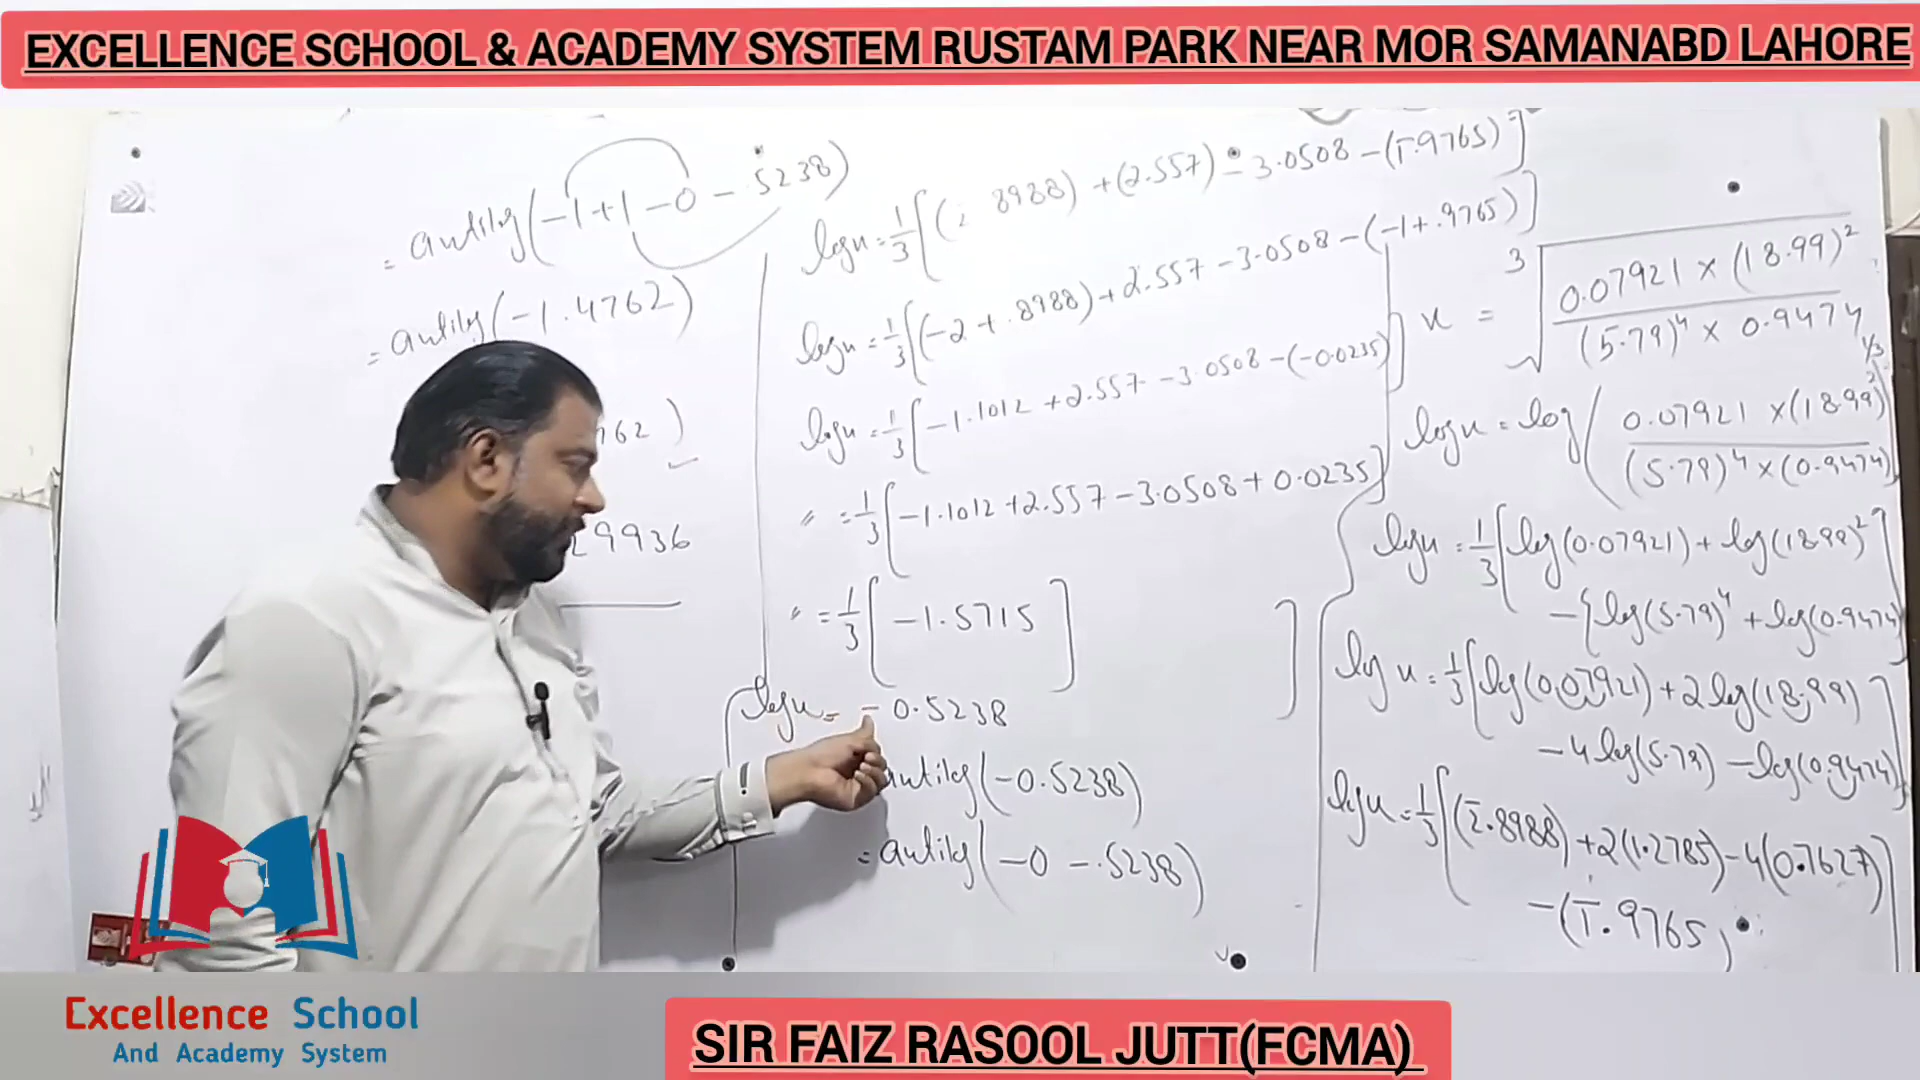 EXCELLENCE SCHOOL & ACADEMY SYSTEM RUSTAM PARK NEAR MOR SAMANABD LAHORE
x = ∛(0.07921 × (18.99)² / (5.79)⁴ × 0.9474)
log x = log(0.07921 × (18.99)² / (5.79)⁴ × (0.9474))^1/3
log x = 1/3[log(0.07921) + log(18.99)²
-{log(5.79)⁴ + log(0.9474)
log x = 1/3[log(0.07921) + 2 log(18.99)
- 4 log(5.79) - log(0.9474)]
log x = 1/3[(2̄.8988) + 2(1.2785) - 4(0.7627)
- (1̄.9765)
log x = 1/3[( 8988) + (2.557) - 3.0508 - (1̄.9765)]
log x = 1/3[(-2 + .8988) + 2.557 - 3.0508 - (-1 + .9765)]
log x = 1/3[-1.1012 + 2.557 - 3.0508 - (-0.0235)]
" = 1/3[-1.1012 + 2.557 - 3.0508 + 0.0235]
" = 1/3[-1.5715]
log x = -0.5238
antilog(-0.5238)
= antilog(-0 - .5238)
= antilog(-1+1-0-.5238)
= antilog(-1.4762)
762)
29936
Excellence School
And Academy System
SIR FAIZ RASOOL JUTT(FCMA)